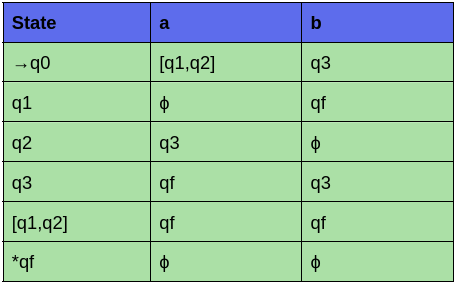 State a b
→q0 [q1,q2] q3
q1 ϕ qf
q2 q3 ϕ
q3 qf q3
[q1,q2] qf qf
*qf ϕ ϕ